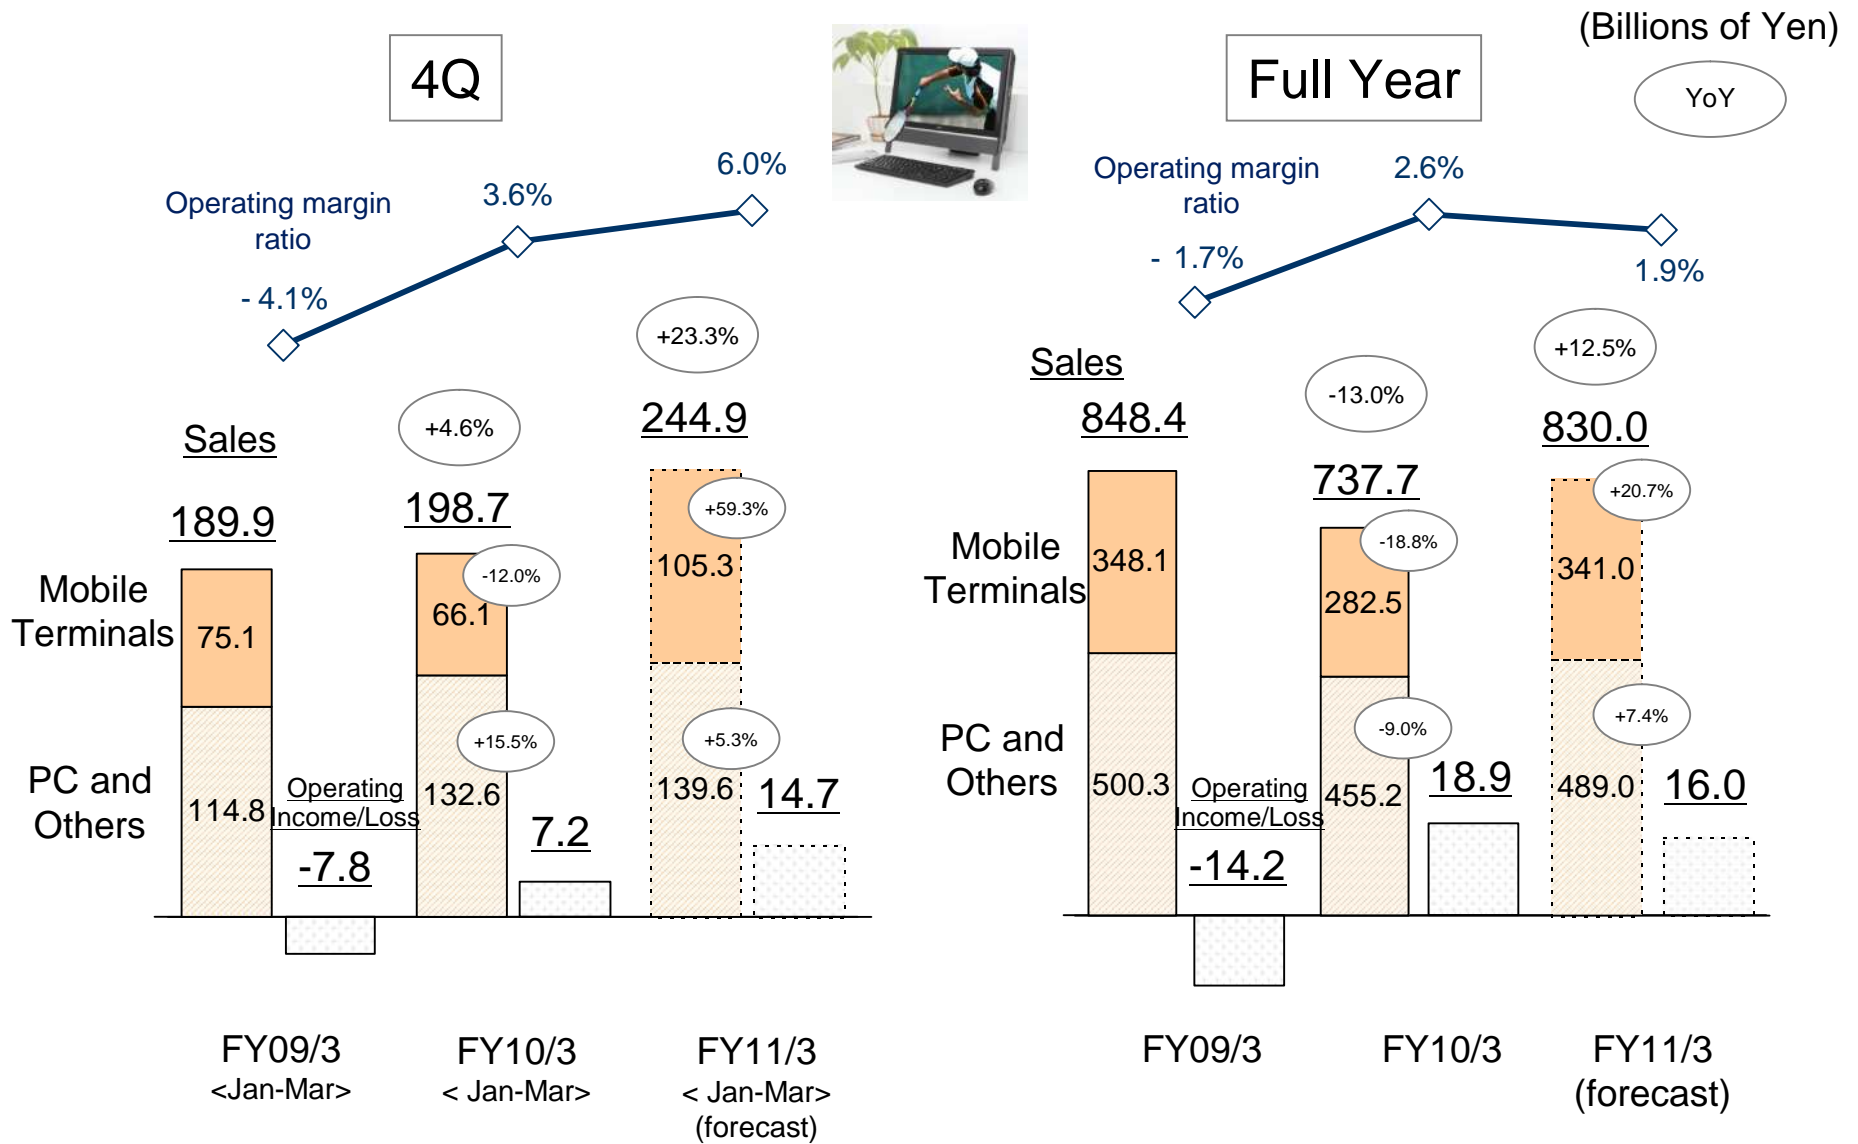 (Billions of Yen)
4Q
Full Year
YoY
Operating margin
ratio
- 4.1%
3.6%
6.0%
+23.3%
+4.6%
Sales
189.9
198.7
244.9
Mobile
Terminals
75.1
-12.0%
66.1
+59.3%
105.3
PC and
Others
114.8
+15.5%
132.6
+5.3%
139.6
Operating
Income/Loss
-7.8
7.2
14.7
FY09/3
<Jan-Mar>
FY10/3
< Jan-Mar>
FY11/3
< Jan-Mar>
(forecast)
Operating margin
ratio
- 1.7%
2.6%
1.9%
Sales
-13.0%
+12.5%
848.4
737.7
830.0
Mobile
Terminals
348.1
-18.8%
282.5
+20.7%
341.0
PC and
Others
500.3
-9.0%
455.2
+7.4%
489.0
Operating
Income/Loss
-14.2
18.9
16.0
FY09/3
FY10/3
FY11/3
(forecast)